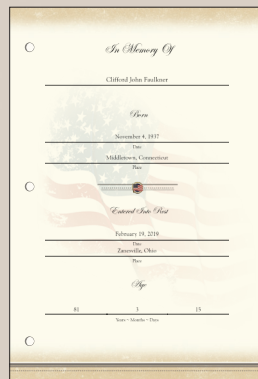 In Memory Of
Clifford John Faulkner
Born
November 4, 1937
Date
Middletown, Connecticut
Place
Entered Into Rest
February 19, 2019
Date
Zanesville, Ohio
Place
Age
81 3 15
Years ~ Months ~ Days